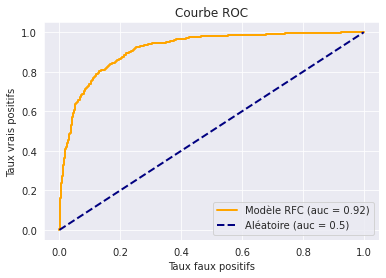 Courbe ROC
1.0
0.8
0.6
0.4
0.2
0.0
Taux vrais positifs
Modèle RFC (auc = 0.92)
Aléatoire (auc = 0.5)
0.0 0.2 0.4 0.6 0.8 1.0
Taux faux positifs